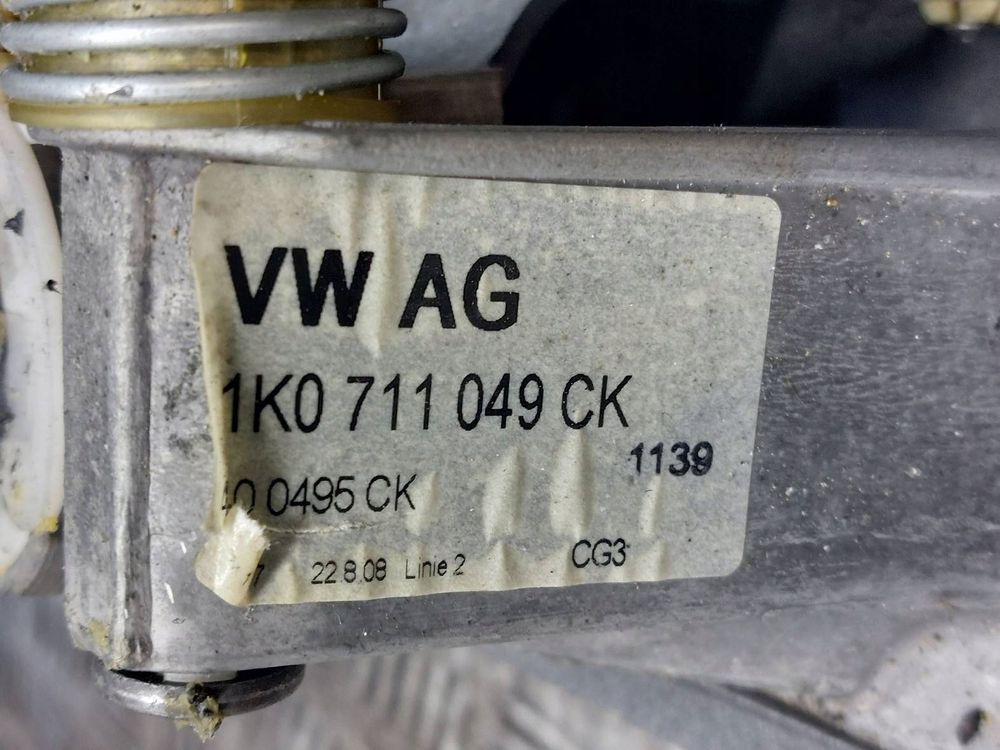 VW AG
1K0 711 049 CK
1139
0 0495 CK
22.8.08 Linie 2 CG3